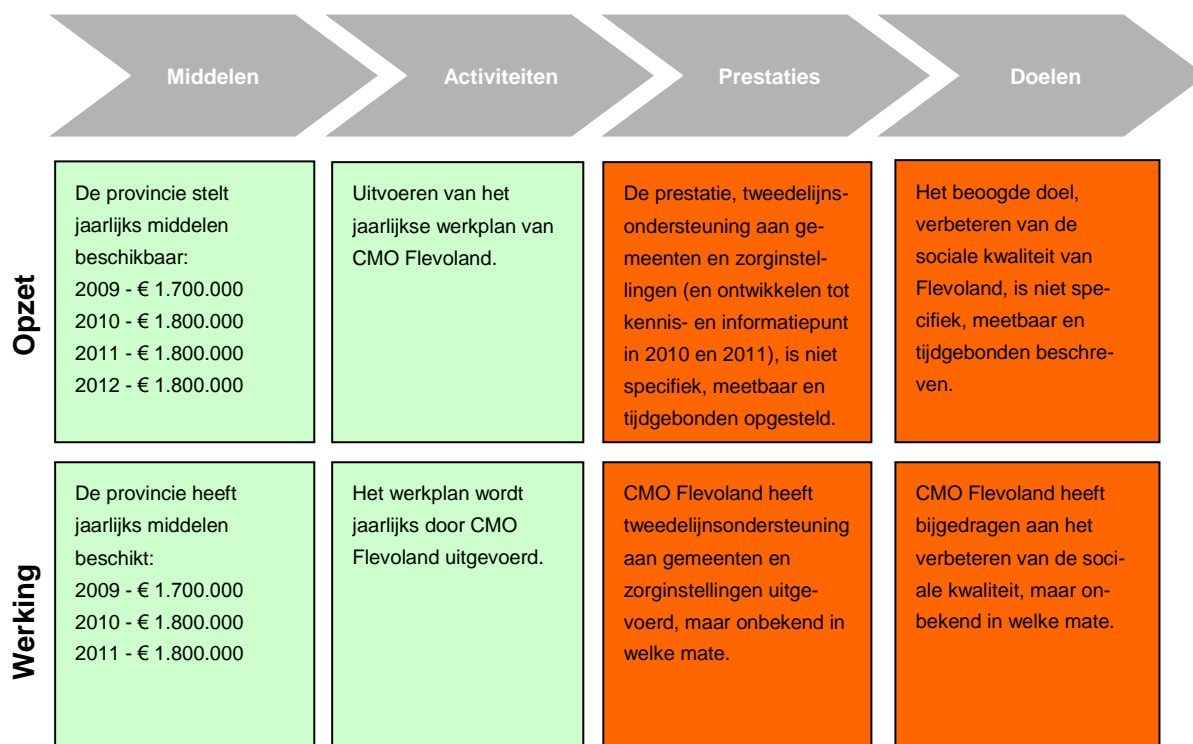 Middelen
Activiteiten
Prestaties
Doelen
Opzet
De provincie stelt
jaarlijks middelen
beschikbaar:
2009 - € 1.700.000
2010 - € 1.800.000
2011 - € 1.800.000
2012 - € 1.800.000
Uitvoeren van het
jaarlijkse werkplan van
CMO Flevoland.
De prestatie, tweedelijns-
ondersteuning aan ge-
meenten en zorginstel-
lingen (en ontwikkelen tot
kennis- en informatiepunt
in 2010 en 2011), is niet
specifiek, meetbaar en
tijdgebonden opgesteld.
Het beoogde doel,
verbeteren van de
sociale kwaliteit van
Flevoland, is niet spe-
cifiek, meetbaar en
tijdgebonden beschre-
ven.
Werking
De provincie heeft
jaarlijks middelen
beschikt:
2009 - € 1.700.000
2010 - € 1.800.000
2011 - € 1.800.000
Het werkplan wordt
jaarlijks door CMO
Flevoland uitgevoerd.
CMO Flevoland heeft
tweedelijnsondersteuning
aan gemeenten en
zorginstellingen uitge-
voerd, maar onbekend in
welke mate.
CMO Flevoland heeft
bijgedragen aan het
verbeteren van de soci-
ale kwaliteit, maar on-
bekend in welke mate.